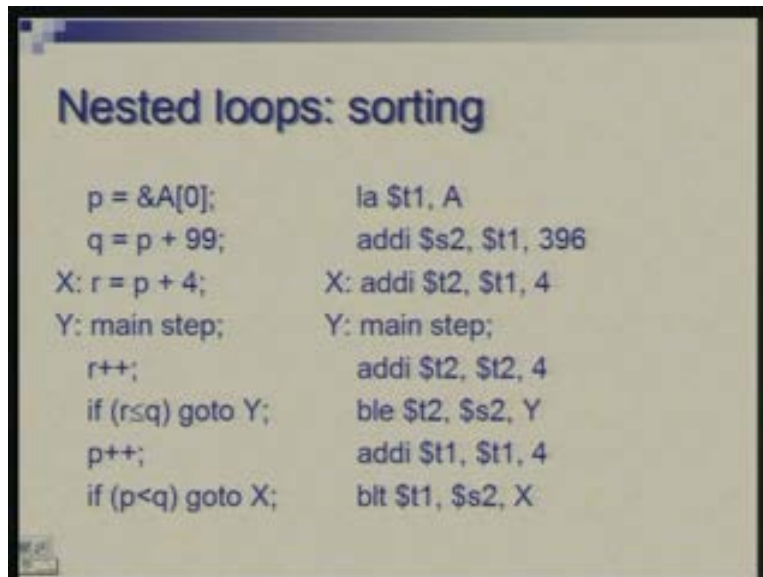 Nested loops: sorting
p = &A[0];
q = p + 99;
X: r = p + 4;
Y: main step;
r++;
if (r≤q) goto Y;
p++;
if (p<q) goto X;
la $t1, A
addi $s2, $t1, 396
X: addi $t2, $t1, 4
Y: main step;
addi $t2, $t2, 4
ble $t2, $s2, Y
addi $t1, $t1, 4
blt $t1, $s2, X